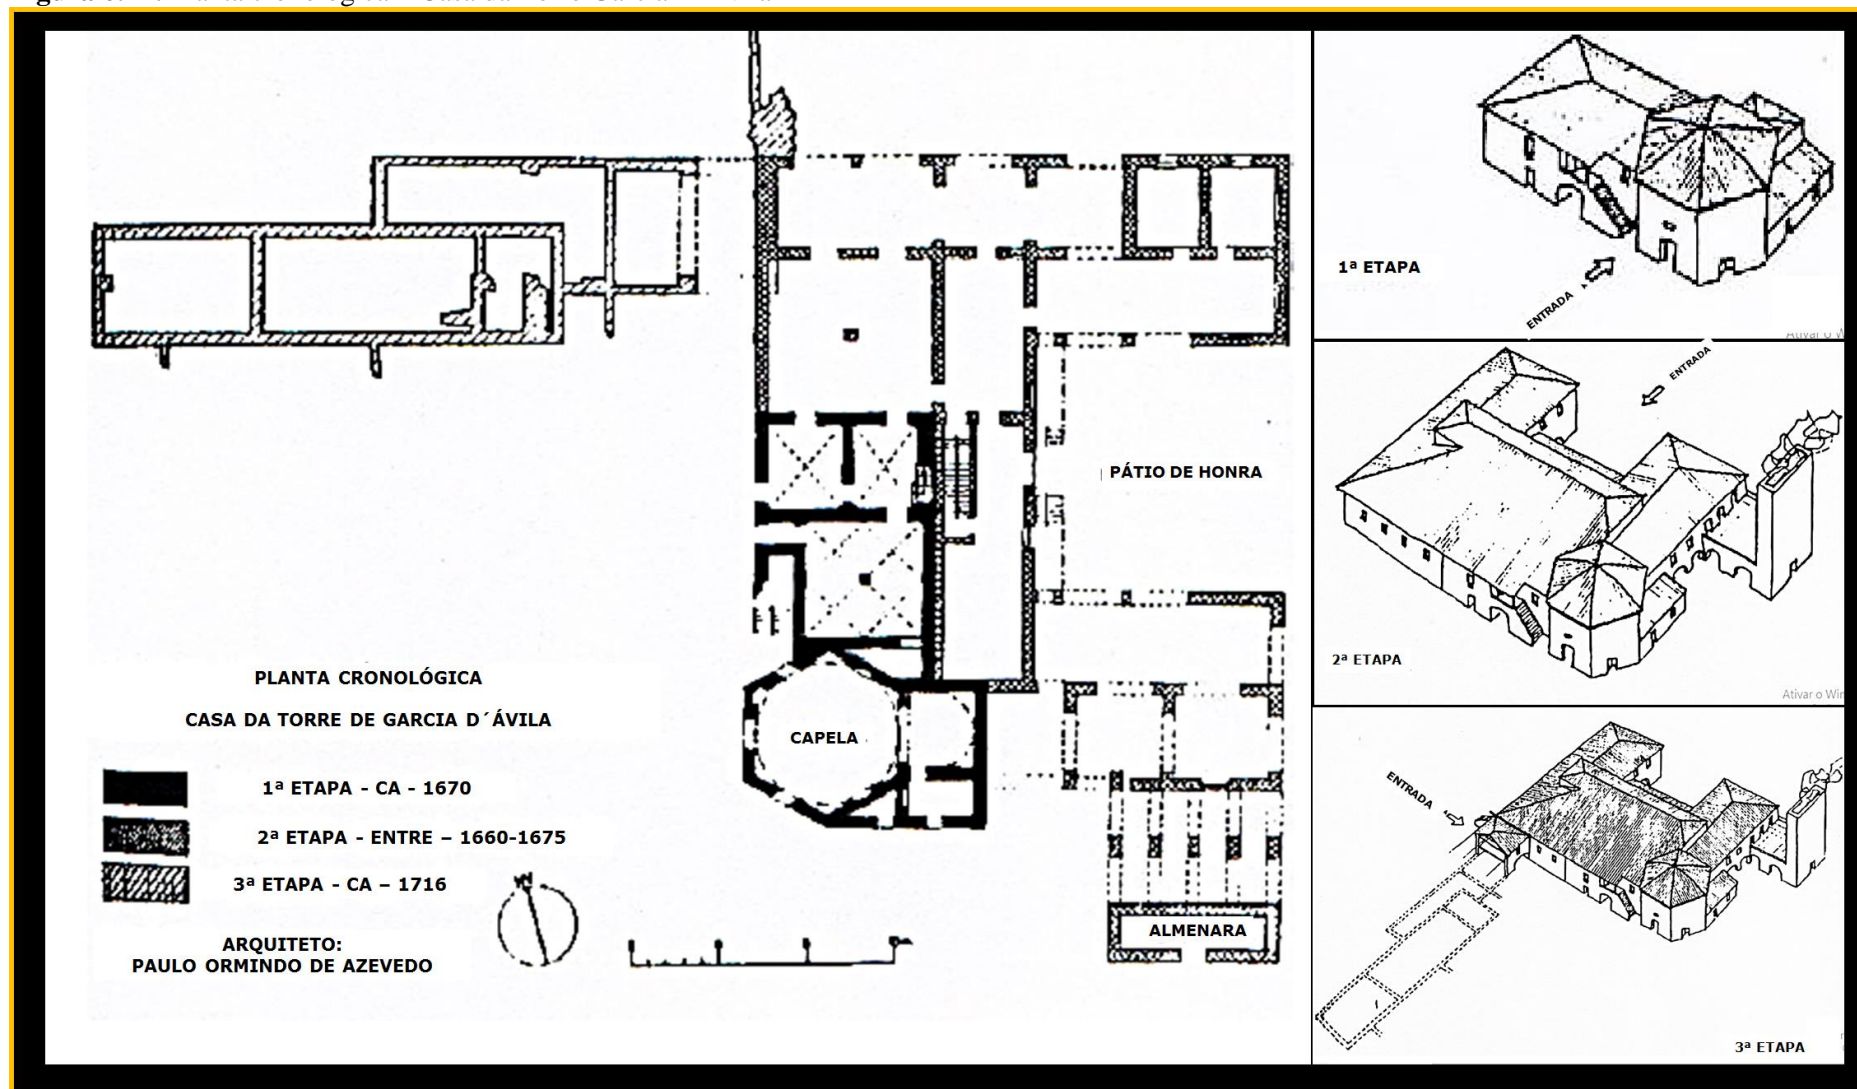 PÁTIO DE HONRA
CAPELA
ALMENARA
PLANTA CRONOLÓGICA
CASA DA TORRE DE GARCIA D´ÁVILA
1ª ETAPA - CA - 1670
2ª ETAPA - ENTRE – 1660-1675
3ª ETAPA - CA – 1716
ARQUITETO:
PAULO ORMINDO DE AZEVEDO
1ª ETAPA
ENTRADA
ENTRADA
2ª ETAPA
Ativar o Win
ENTRADA
3ª ETAPA